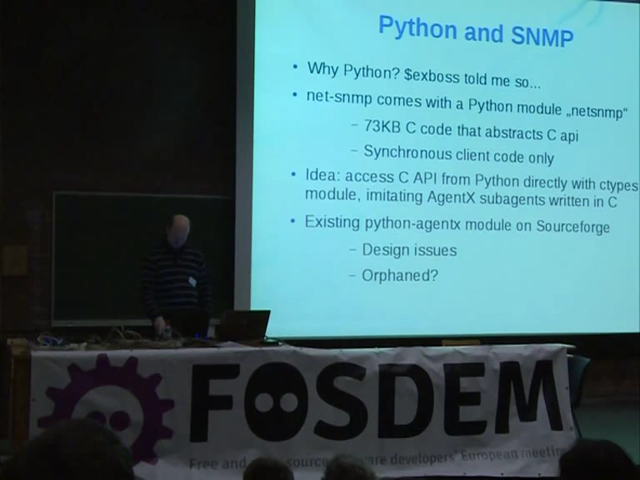 Python and SNMP
• Why Python? $exboss told me so...
• net-snmp comes with a Python module „netsnmp“
– 73KB C code that abstracts C api
– Synchronous client code only
• Idea: access C API from Python directly with ctypes
module, imitating AgentX subagents written in C
• Existing python-agentx module on Sourceforge
– Design issues
– Orphaned?
FOSDEM
Free and source developers' European